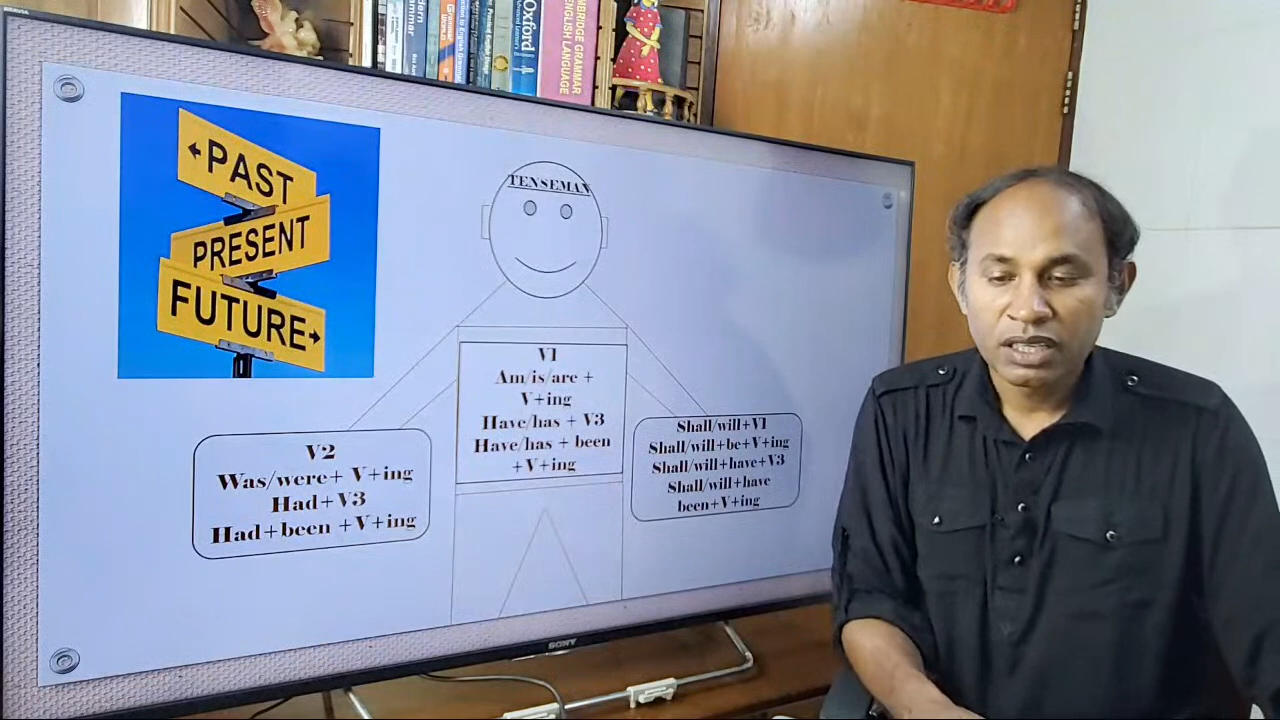 Oxford
CAMBRIDGE GRAMMAR
ENGLISH LANGUAGE
PAST
PRESENT
FUTURE
TENSEMAN
V1
Am/is/are +
V+ing
Have/has + V3
Have/has + been
+V+ing
V2
Was/were+ V+ing
Had+V3
Had+been +V+ing
Shall/will+V1
Shall/will+be+V+ing
Shall/will+have+V3
Shall/will+have
been+V+ing
SONY